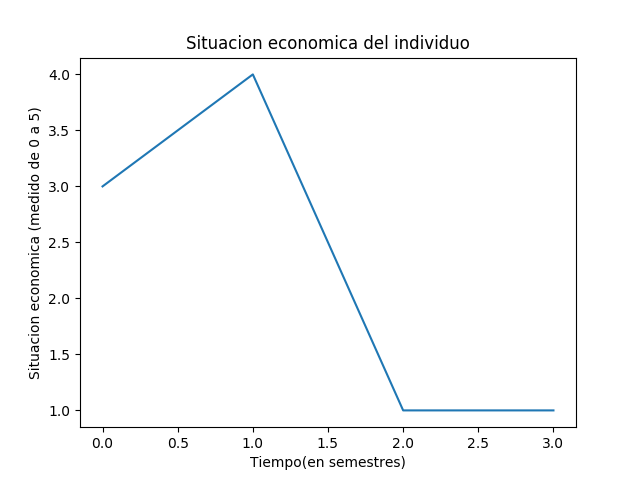 Situacion economica del individuo
Situacion economica (medido de 0 a 5)
4.0
3.5
3.0
2.5
2.0
1.5
1.0
0.0 0.5 1.0 1.5 2.0 2.5 3.0
Tiempo(en semestres)